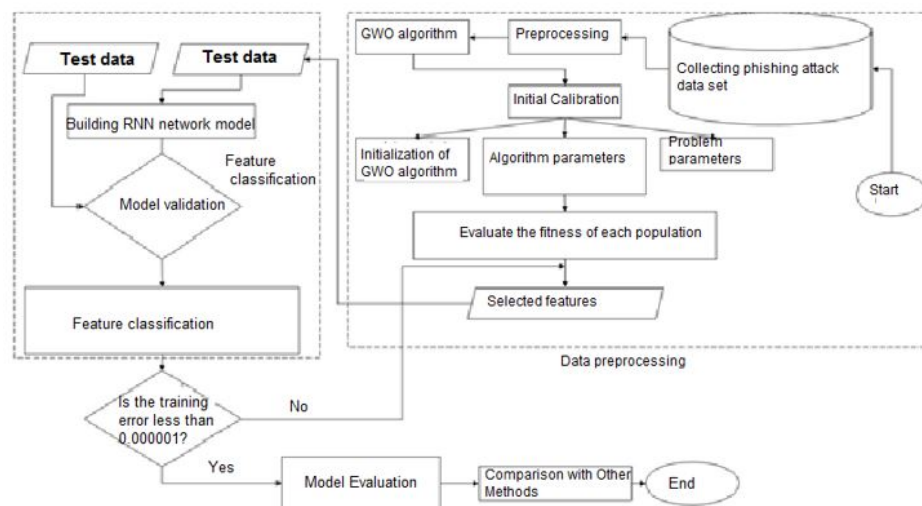 Test data
Test data
Building RNN network model
Feature
classification
Model validation
Feature classification
Is the training
error less than
0.000001?
No
Yes
GWO algorithm
Preprocessing
Collecting phishing attack
data set
Initial Calibration
Initialization of
GWO algorithm
Algorithm parameters
Problem
parameters
Start
Evaluate the fitness of each population
Selected features
Data preprocessing
Model Evaluation
Comparison with Other
Methods
End